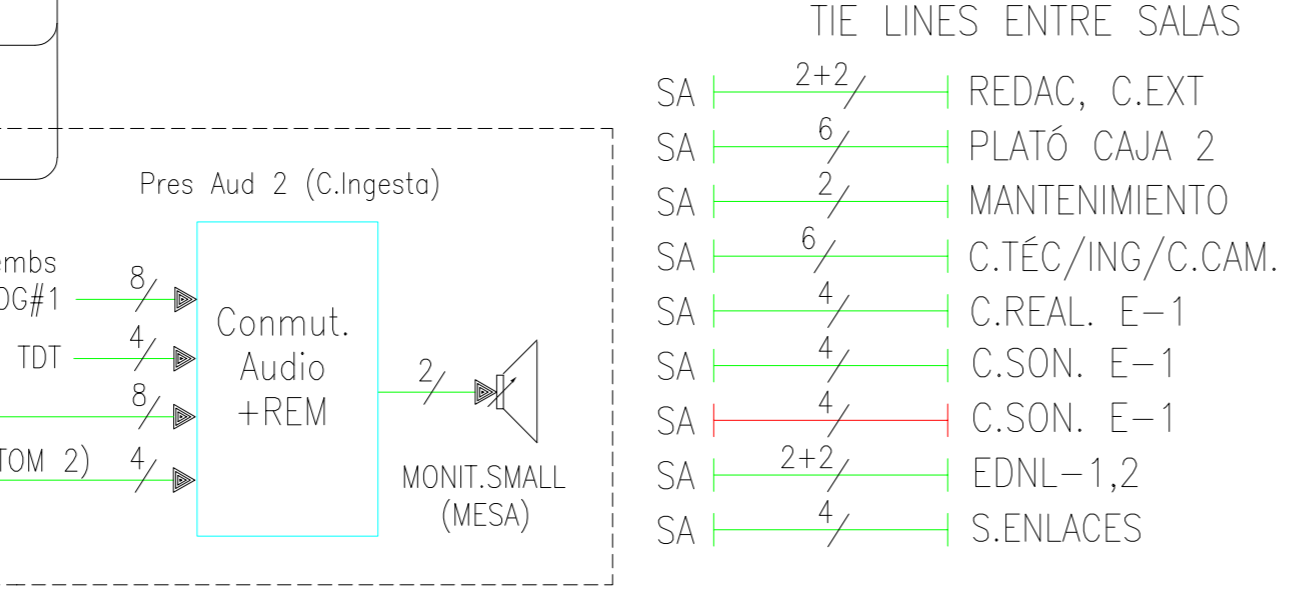 TIE LINES ENTRE SALAS
SA 2+2 REDAC, C.EXT
SA 6 PLATÓ CAJA 2
SA 2 MANTENIMIENTO
SA 6 C.TÉC/ING/C.CAM.
SA 4 C.REAL. E-1
SA 4 C.SON. E-1
SA 4 C.SON. E-1
SA 2+2 EDNL-1,2
SA 4 S.ENLACES
Pres Aud 2 (C.Ingesta)
embs
OG#1 8
TDT 4
8
TOM 2) 4
Conmut.
Audio
+REM
2
MONIT.SMALL
(MESA)